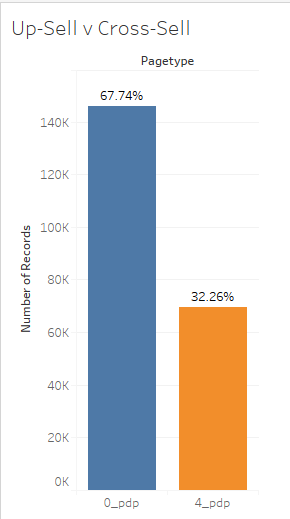 Up-Sell v Cross-Sell
Pagetype
67.74%
140K
120K
100K
32.26%
80K
60K
40K
20K
0K
Number of Records
0_pdp 4_pdp